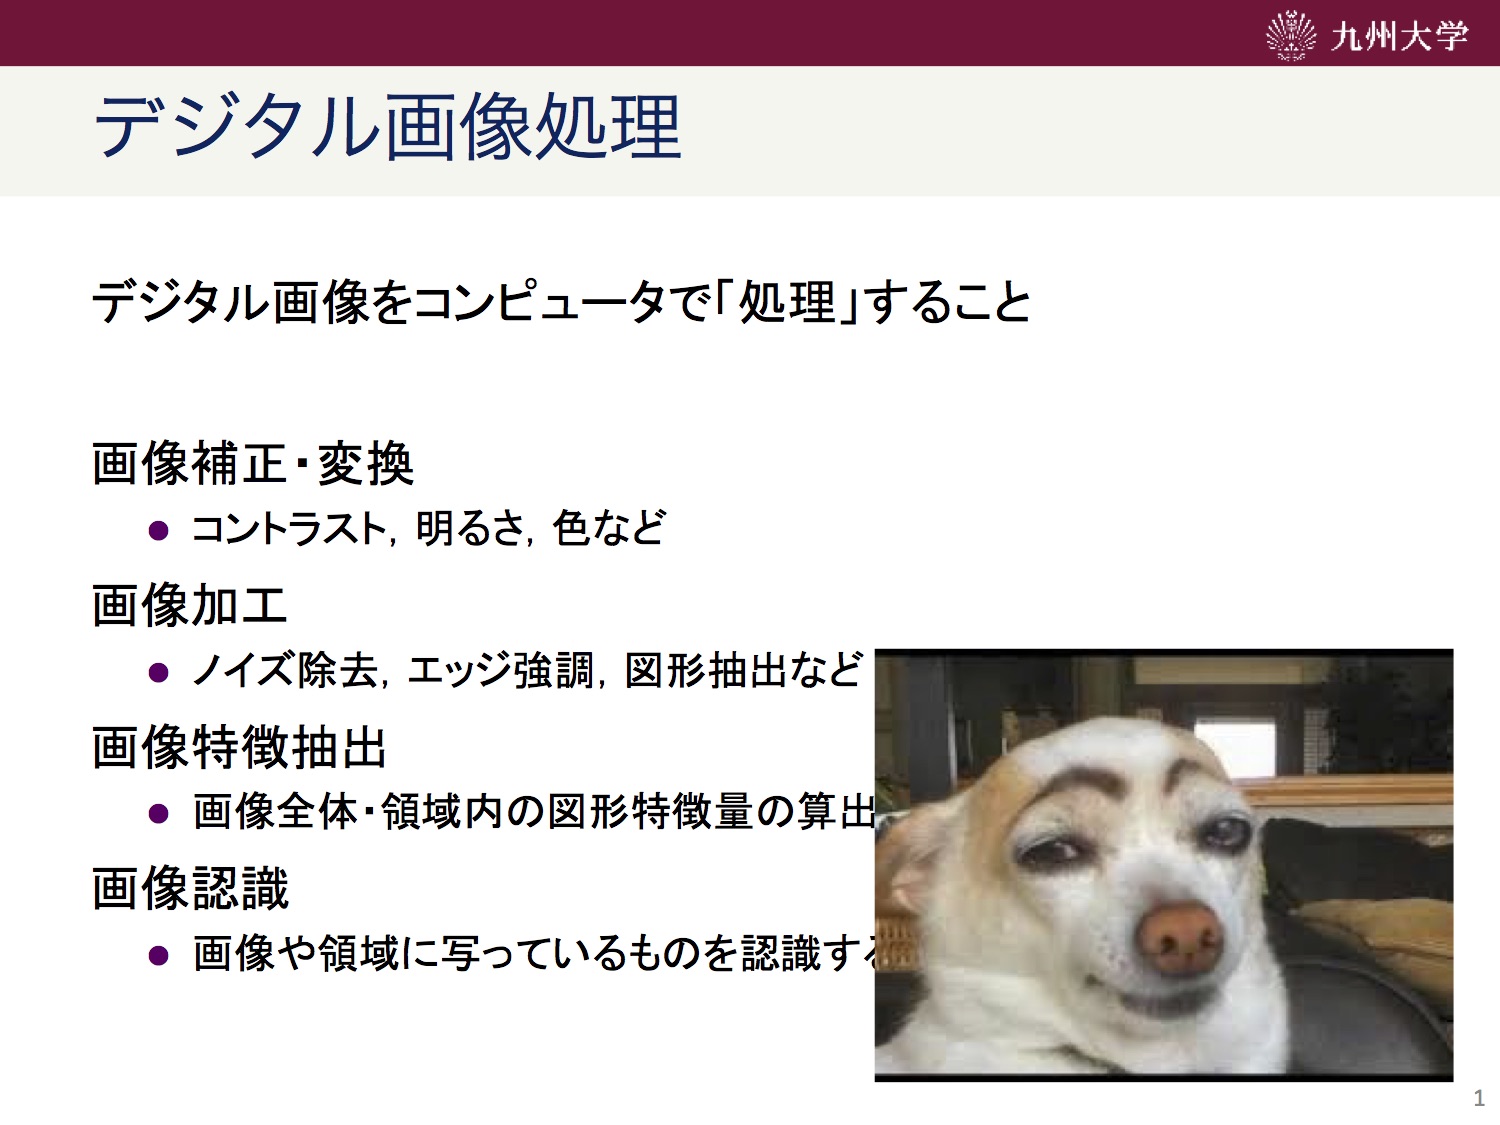 九州大学
デジタル画像処理
デジタル画像をコンピュータで「処理」すること
画像補正・変換
● コントラスト, 明るさ, 色など
画像加工
● ノイズ除去, エッジ強調, 図形抽出など
画像特徴抽出
● 画像全体・領域内の図形特徴量の算出
画像認識
● 画像や領域に写っているものを認識する
1